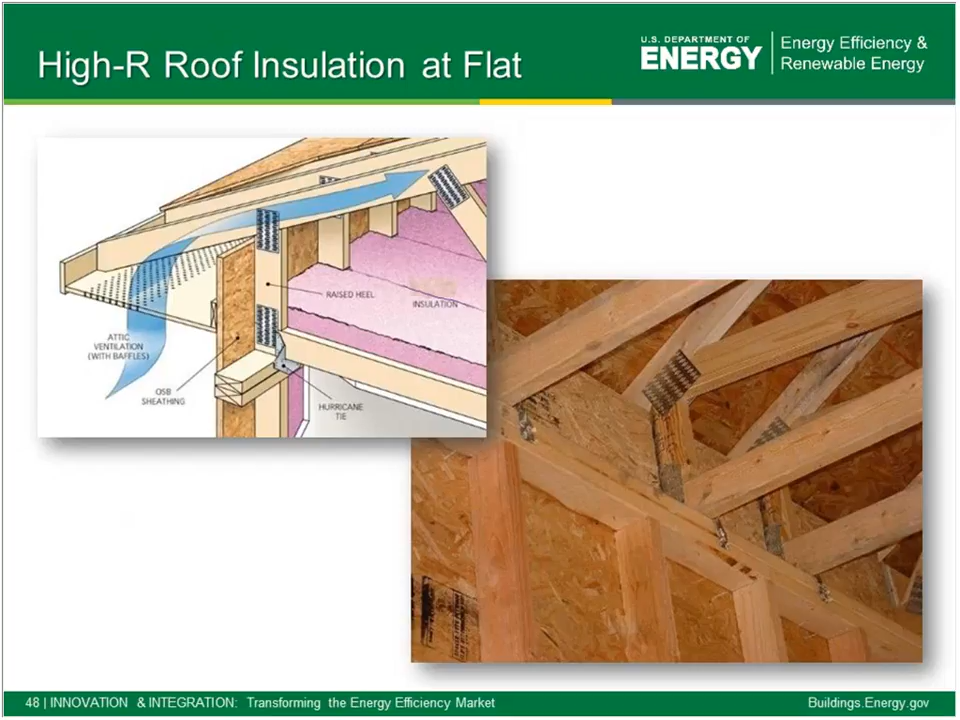 High-R Roof Insulation at Flat
U.S. DEPARTMENT OF
ENERGY
Energy Efficiency &
Renewable Energy
RAISED HEEL
INSULATION
ATTIC
VENTILATION
(WITH BAFFLES)
OSB
SHEATHING
HURRICANE
TIE
48 | INNOVATION & INTEGRATION: Transforming the Energy Efficiency Market
Buildings.Energy.gov